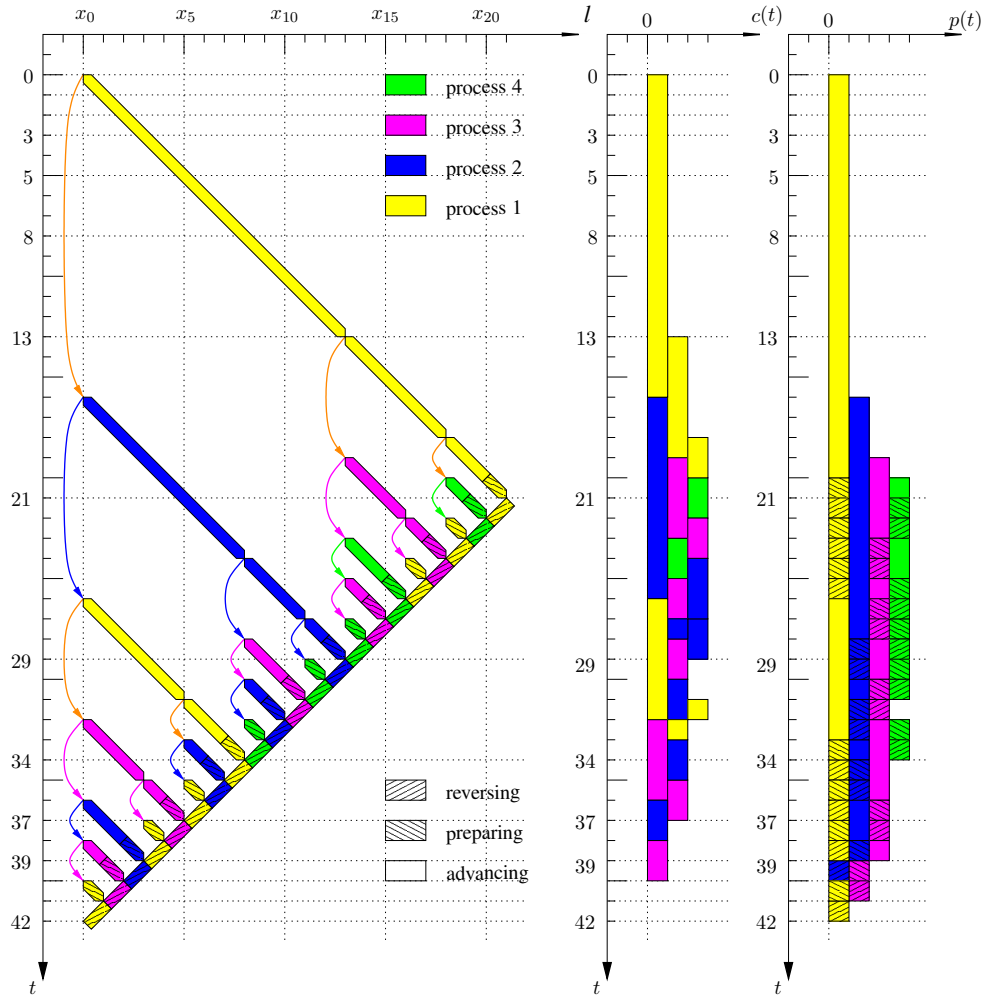 x₀ x₅ x₁₀ x₁₅ x₂₀ l 0 c(t) 0 p(t)
0 0 0
process 4
process 3
process 2
process 1
3 3 3
5 5 5
8 8 8
13 13 13
21 21 21
29 29 29
34 34 34
reversing
37 37 37
preparing
39 39 39
advancing
42 42 42
t t t